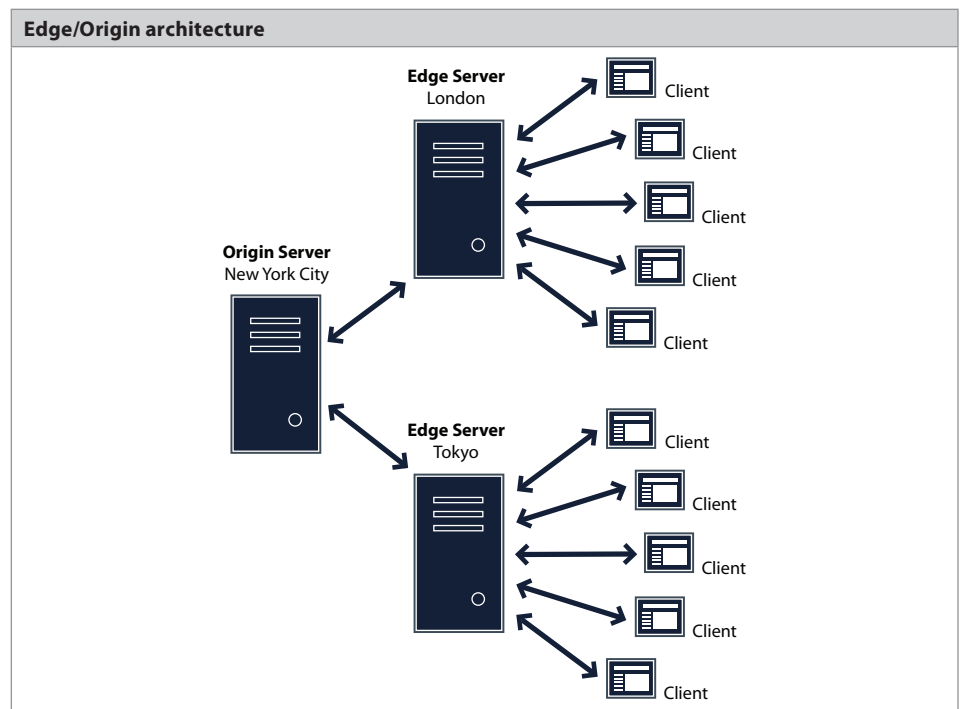 Edge/Origin architecture
Edge Server
London
Client
Client
Client
Client
Client
Origin Server
New York City
Edge Server
Tokyo
Client
Client
Client
Client
Client